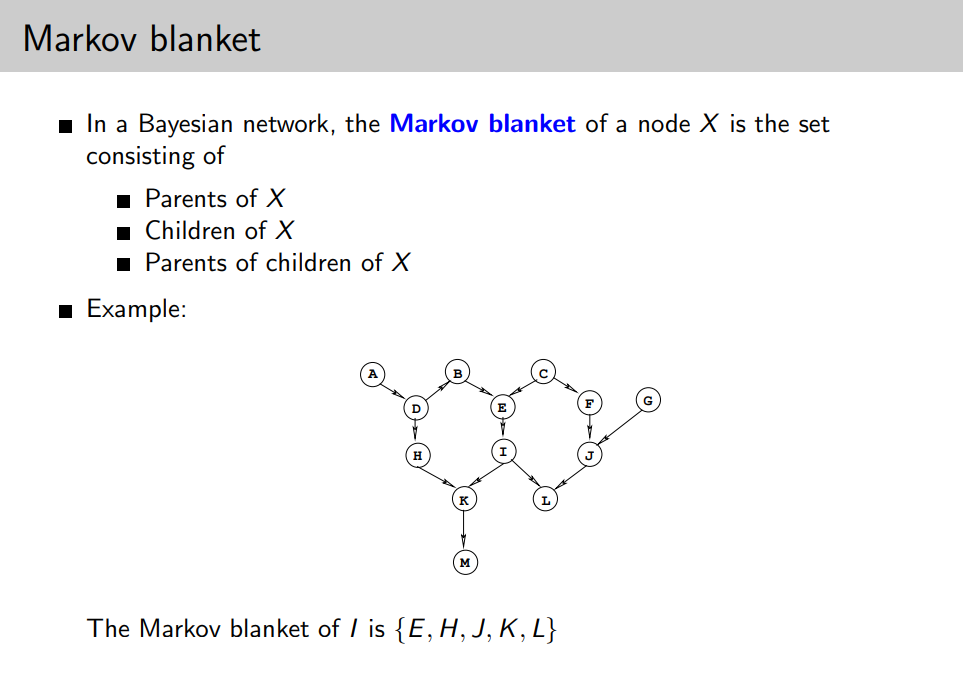 Markov blanket
In a Bayesian network, the Markov blanket of a node X is the set
consisting of
Parents of X
Children of X
Parents of children of X
Example:
A
B
C
D
E
F
G
H
I
J
K
L
M
The Markov blanket of I is {E, H, J, K, L}